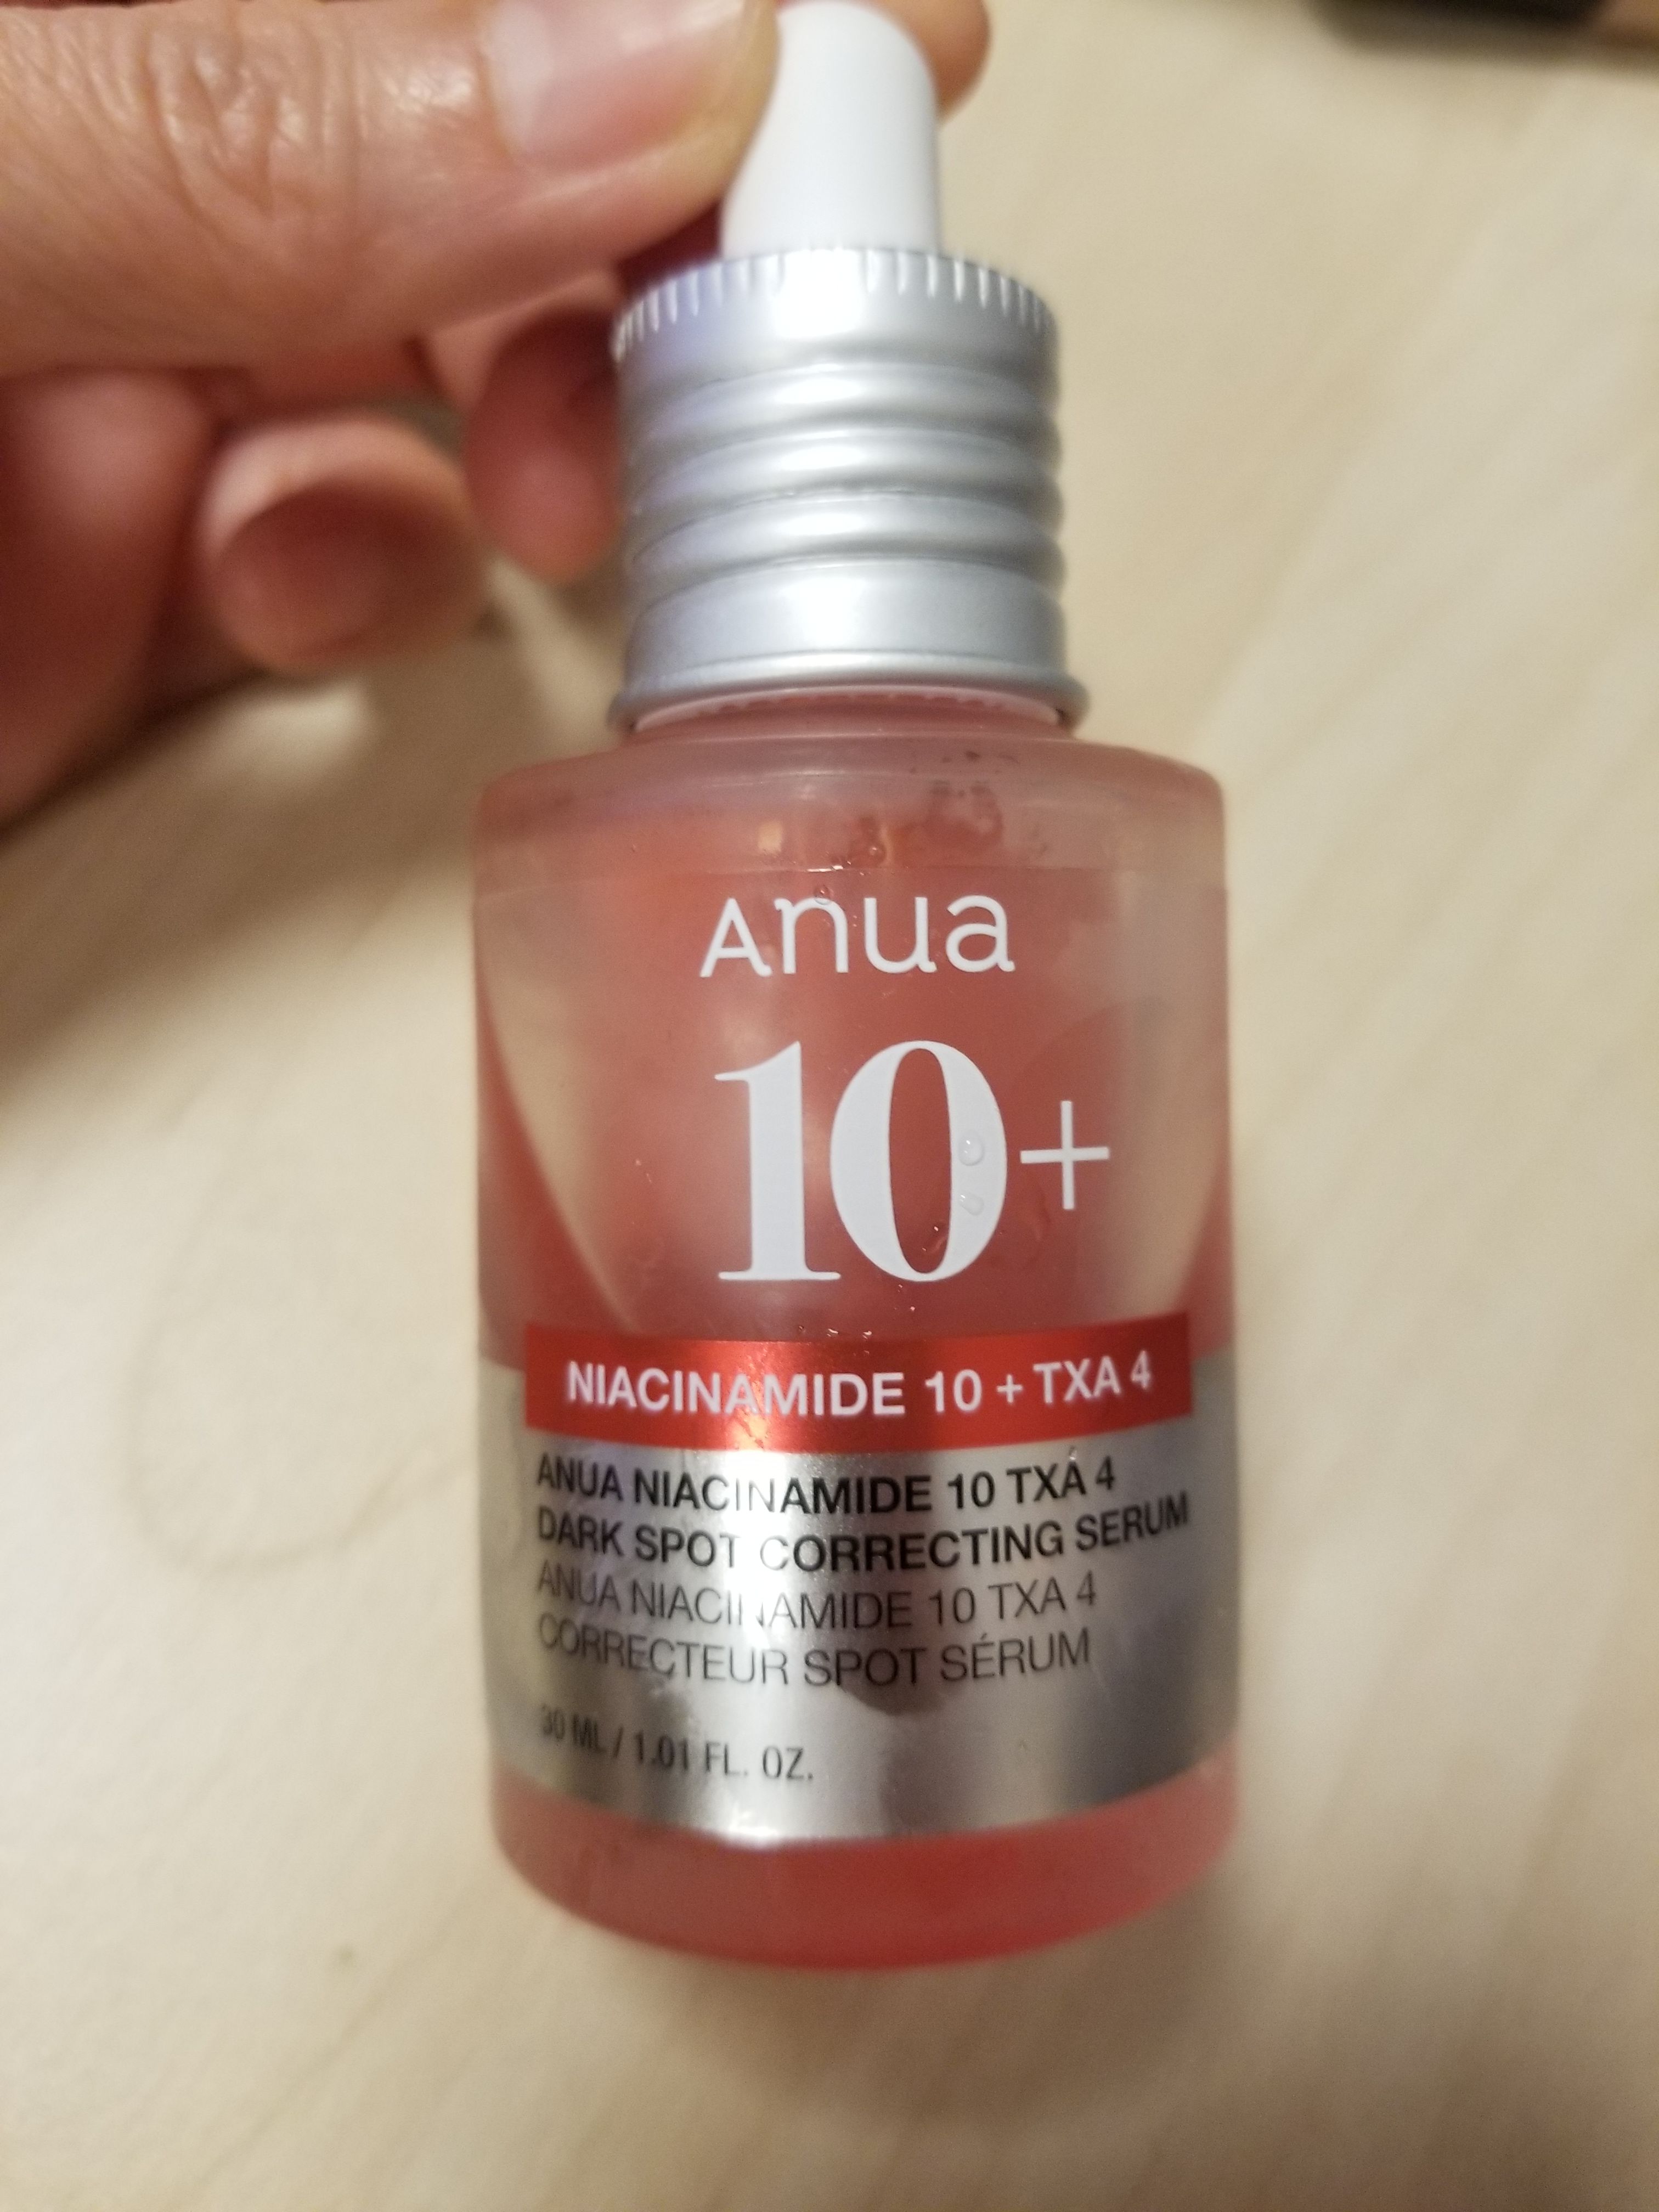 Anua
10+
NIACINAMIDE 10 + TXA 4
ANUA NIACINAMIDE 10 TXA 4
DARK SPOT CORRECTING SERUM
ANUA NIACINAMIDE 10 TXA 4
CORRECTEUR SPOT SÉRUM
30 ML / 1.01 FL. OZ.